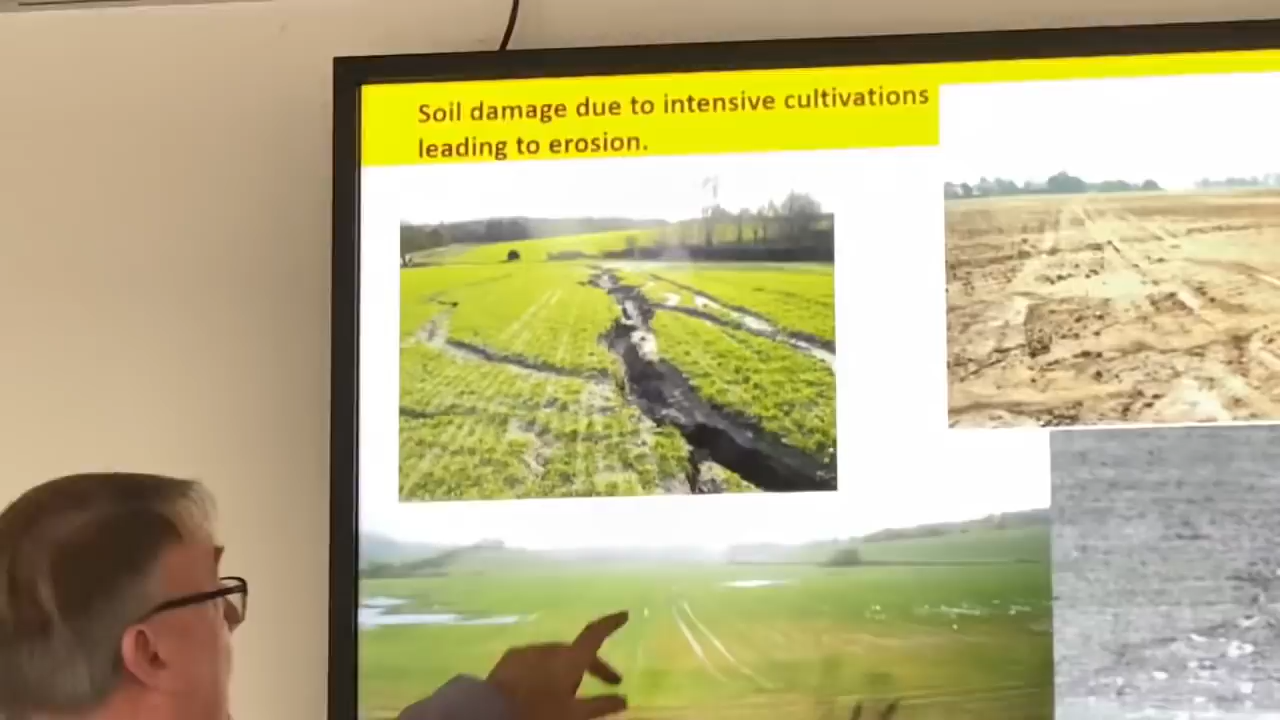 Soil damage due to intensive cultivations
leading to erosion.